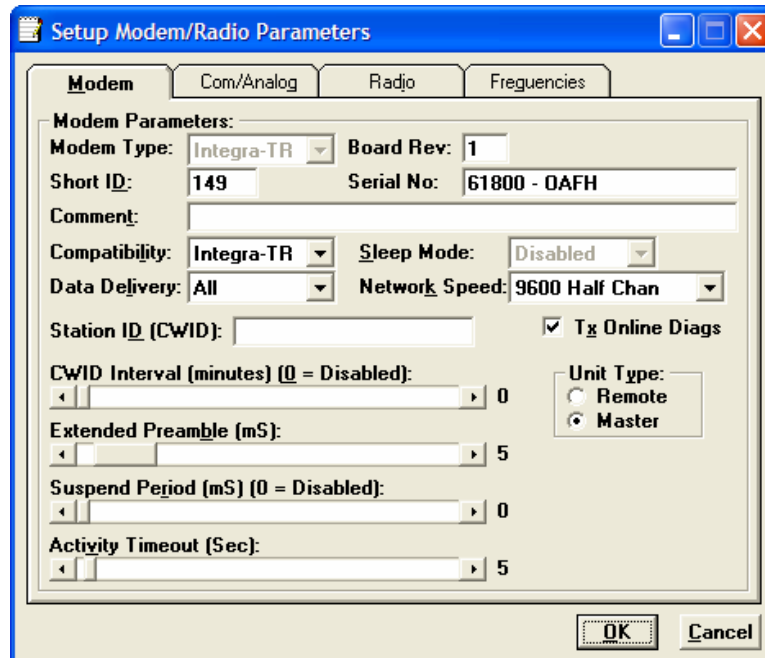 Setup Modem/Radio Parameters
Modem Com/Analog Radio Freguencies
Modem Parameters:
Modem Type: Integra-TR Board Rev: 1
Short ID: 149 Serial No: 61800 - 0AFH
Comment:
Compatibility: Integra-TR Sleep Mode: Disabled
Data Delivery: All Network Speed: 9600 Half Chan
Station ID (CWID): Tx Online Diags
CWID Interval (minutes) (0 = Disabled): Unit Type:
0 Remote
Master
Extended Preamble (mS):
5
Suspend Period (mS) (0 = Disabled):
0
Activity Timeout (Sec):
5
OK Cancel